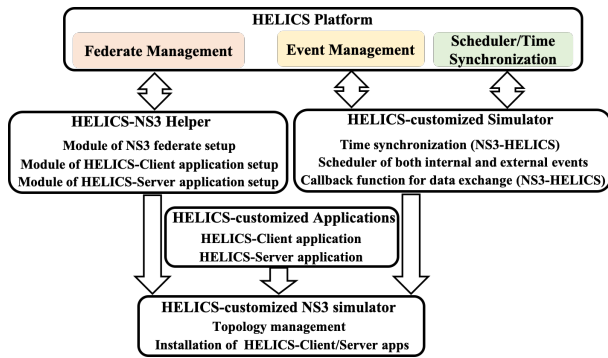 HELICS Platform
Federate Management
Event Management
Scheduler/Time
Synchronization
HELICS-NS3 Helper
Module of NS3 federate setup
Module of HELICS-Client application setup
Module of HELICS-Server application setup
HELICS-customized Simulator
Time synchronization (NS3-HELICS)
Scheduler of both internal and external events
Callback function for data exchange (NS3-HELICS)
HELICS-customized Applications
HELICS-Client application
HELICS-Server application
HELICS-customized NS3 simulator
Topology management
Installation of HELICS-Client/Server apps